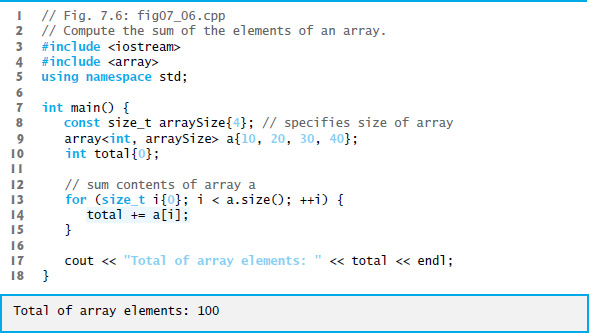 1 // Fig. 7.6: fig07_06.cpp
2 // Compute the sum of the elements of an array.
3 #include <iostream>
4 #include <array>
5 using namespace std;
6
7 int main() {
8 const size_t arraySize{4}; // specifies size of array
9 array<int, arraySize> a{10, 20, 30, 40};
10 int total{0};
11
12 // sum contents of array a
13 for (size_t i{0}; i < a.size(); ++i) {
14 total += a[i];
15 }
16
17 cout << "Total of array elements: " << total << endl;
18 }
Total of array elements: 100